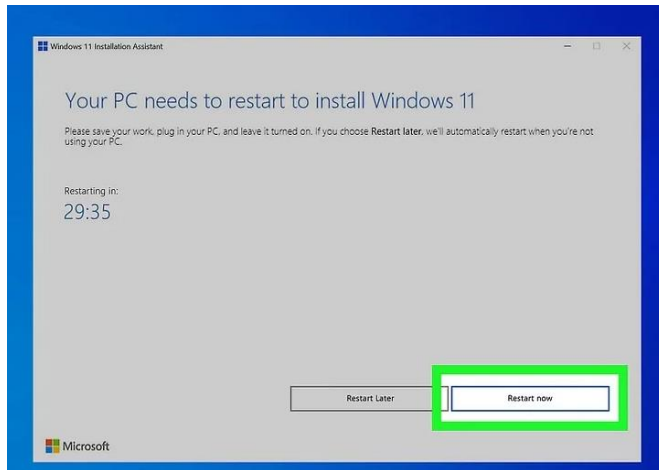 Windows 11 Installation Assistant
Your PC needs to restart to install Windows 11
Please save your work, plug in your PC, and leave it turned on. If you choose Restart later, we'll automatically restart when you're not
using your PC.
Restarting in:
29:35
Restart Later
Restart now
Microsoft